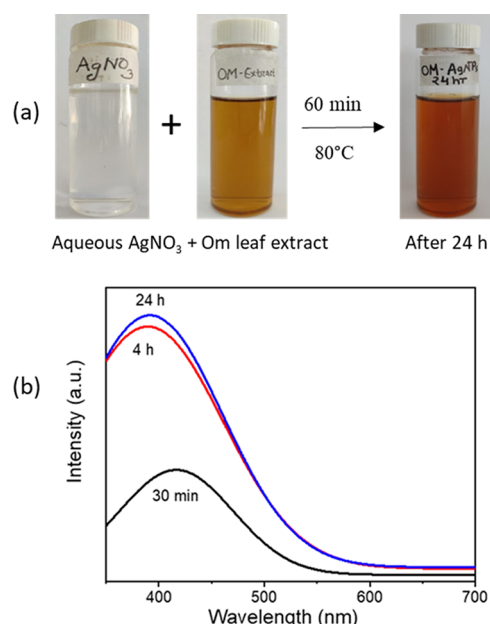 (a)
AgNO₃
+
OM-Extract
60 min
80°C
OM-AgNPs
24 hr
Aqueous AgNO₃ + Om leaf extract
After 24 h
(b)
24 h
4 h
30 min
Intensity (a.u.)
400 500 600 700
Wavelength (nm)